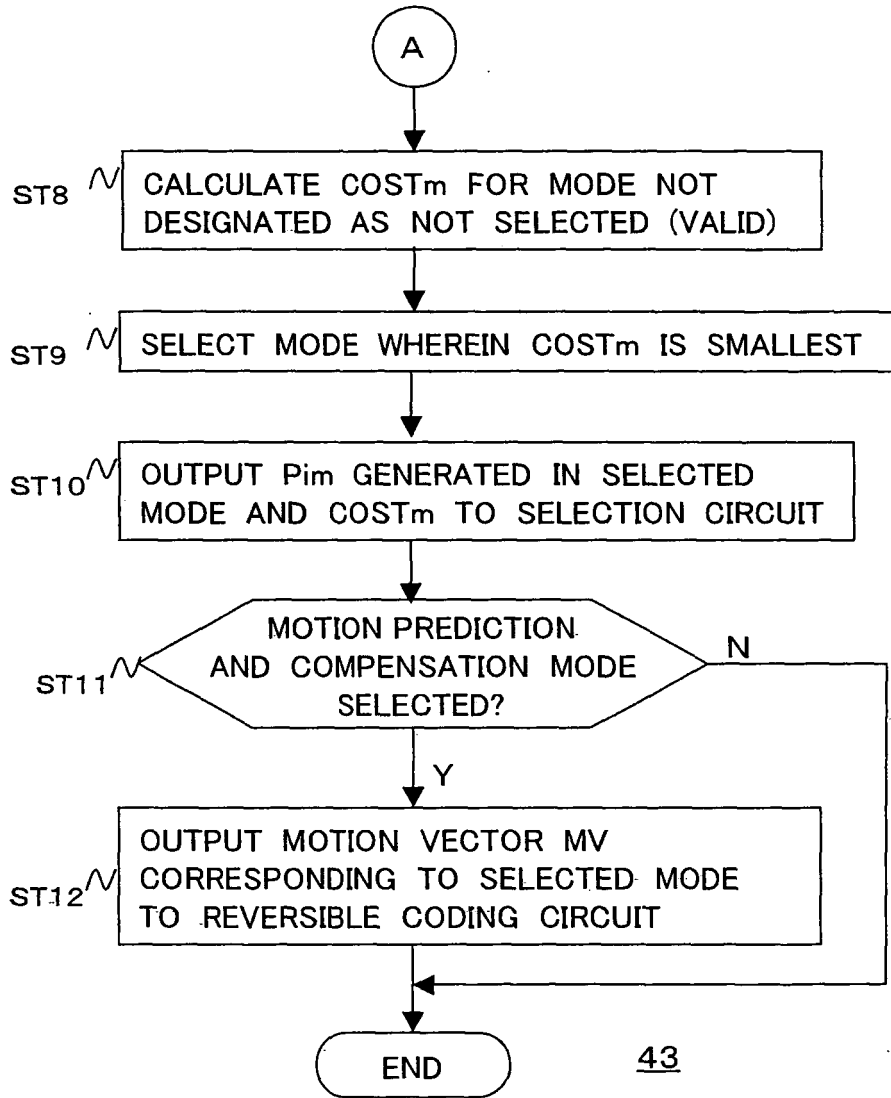 A
ST8
CALCULATE COSTm FOR MODE NOT
DESIGNATED AS NOT SELECTED (VALID)
ST9
SELECT MODE WHEREIN COSTm IS SMALLEST
ST10
OUTPUT Pim GENERATED IN SELECTED
MODE AND COSTm TO SELECTION CIRCUIT
ST11
MOTION PREDICTION
AND COMPENSATION MODE
SELECTED?
N
Y
ST12
OUTPUT MOTION VECTOR MV
CORRESPONDING TO SELECTED MODE
TO REVERSIBLE CODING CIRCUIT
END
43